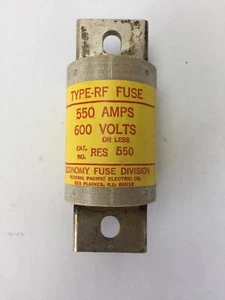 TYPE-RF FUSE
550 AMPS
600 VOLTS
OR LESS
CAT. NO. RES 550
ECONOMY FUSE DIVISION
FEDERAL PACIFIC ELECTRIC CO.
DES PLAINES, ILL. 60018